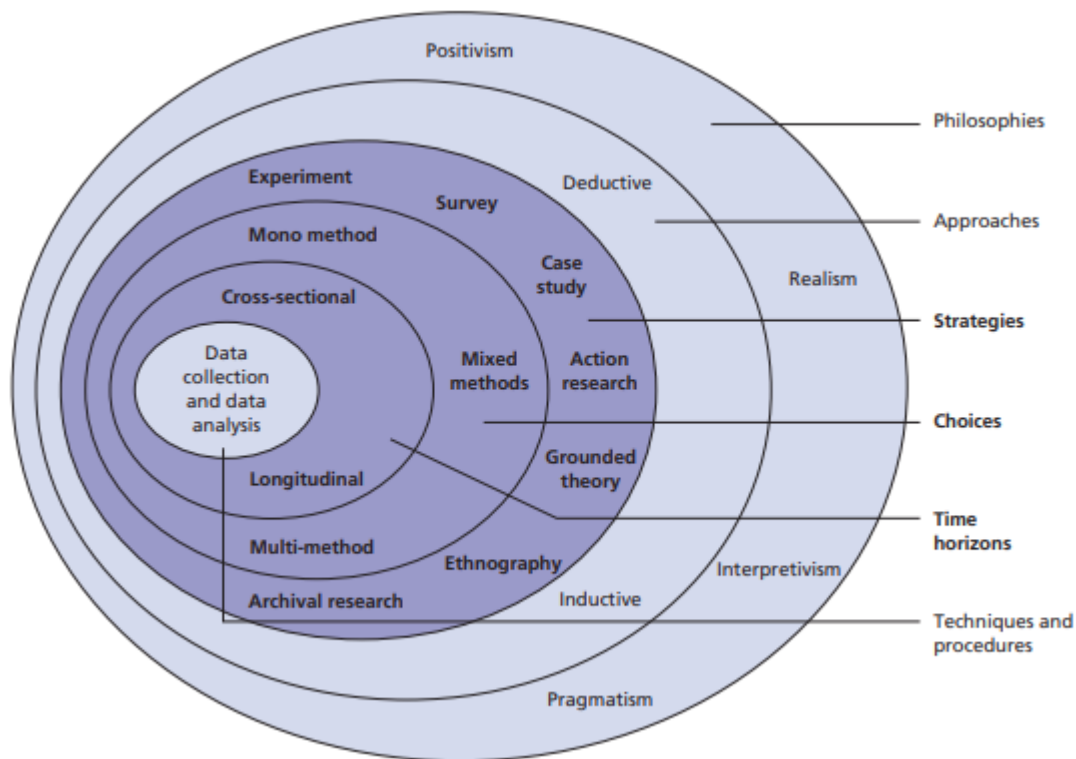 Positivism
Philosophies
Experiment
Deductive
Survey
Approaches
Mono method
Case
study
Realism
Cross-sectional
Strategies
Data
collection
and data
analysis
Mixed
methods
Action
research
Choices
Longitudinal
Grounded
theory
Time
horizons
Multi-method
Ethnography
Interpretivism
Archival research
Inductive
Techniques and
procedures
Pragmatism